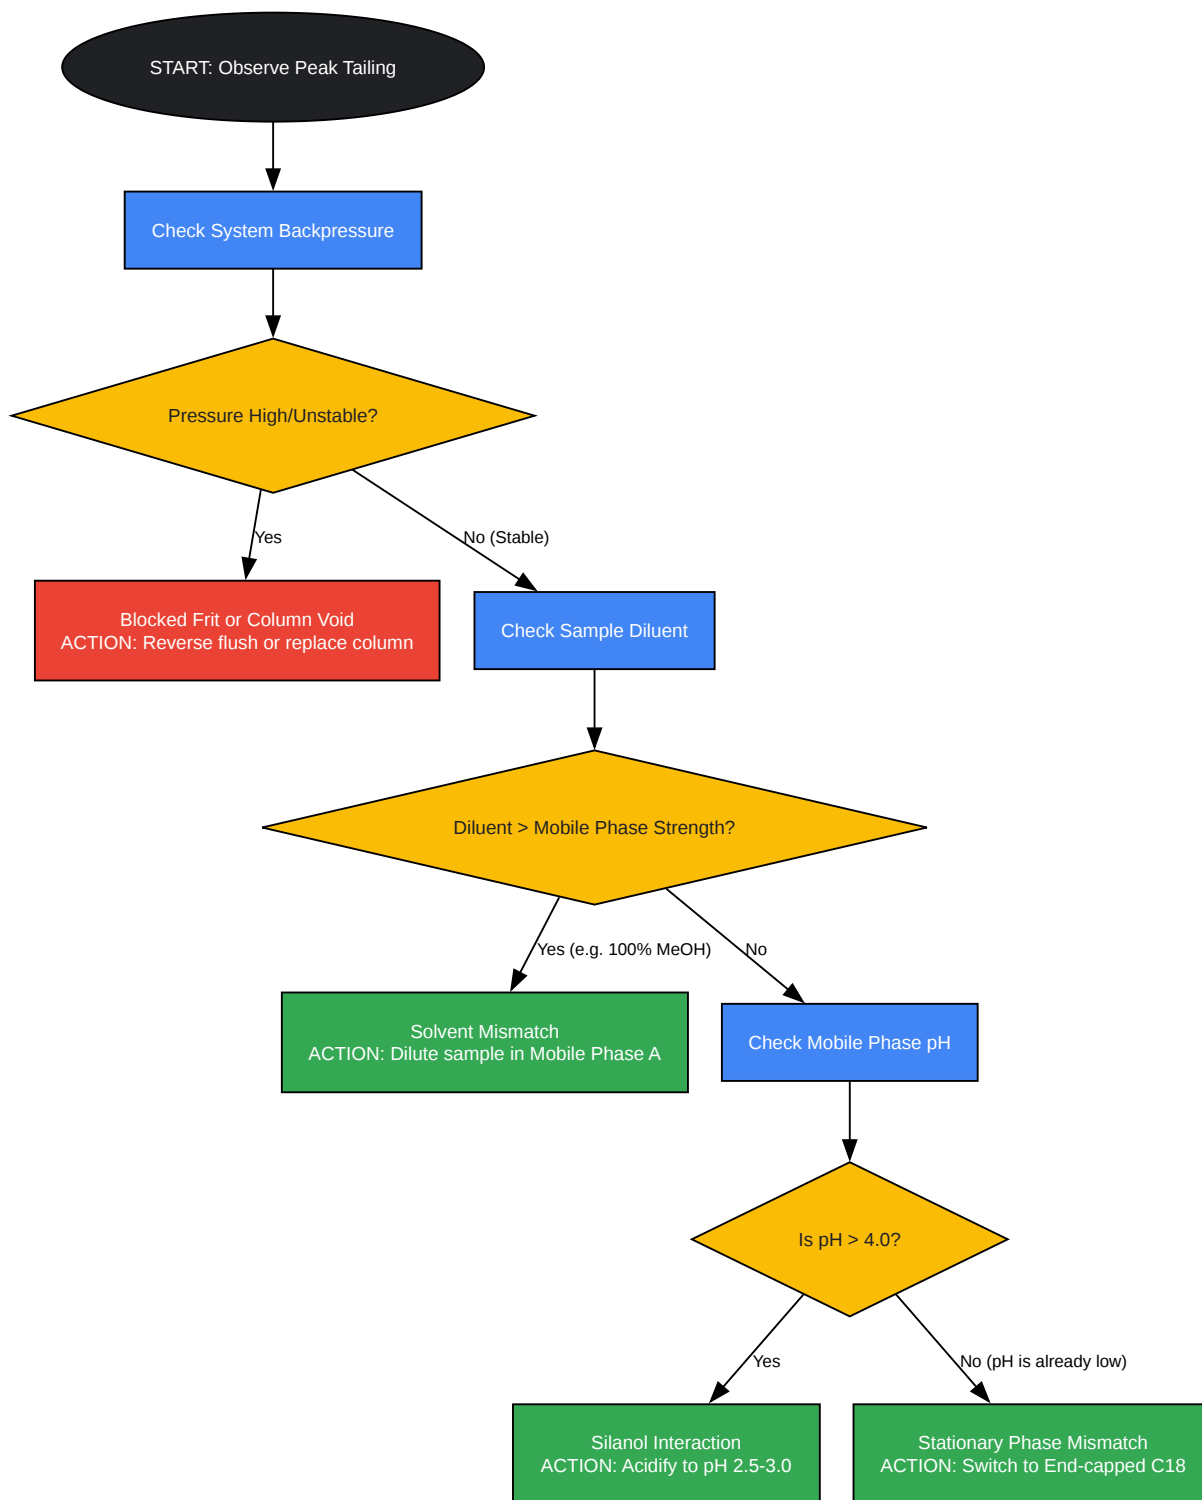 START: Observe Peak Tailing
Check System Backpressure
Pressure High/Unstable?
Yes
No (Stable)
Blocked Frit or Column Void
ACTION: Reverse flush or replace column
Check Sample Diluent
Diluent > Mobile Phase Strength?
Yes (e.g. 100% MeOH)
No
Solvent Mismatch
ACTION: Dilute sample in Mobile Phase A
Check Mobile Phase pH
Is pH > 4.0?
Yes
No (pH is already low)
Silanol Interaction
ACTION: Acidify to pH 2.5-3.0
Stationary Phase Mismatch
ACTION: Switch to End-capped C18